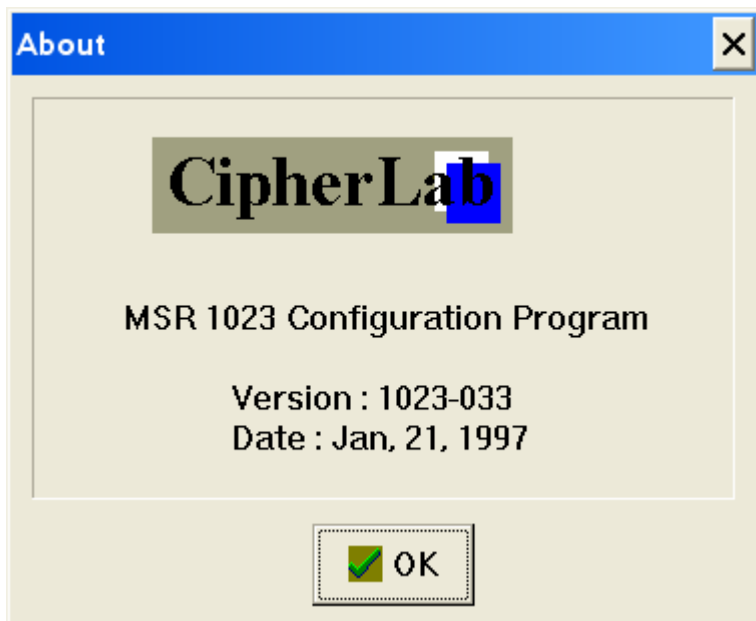 About
CipherLab
MSR 1023 Configuration Program
Version : 1023-033
Date : Jan, 21, 1997
OK